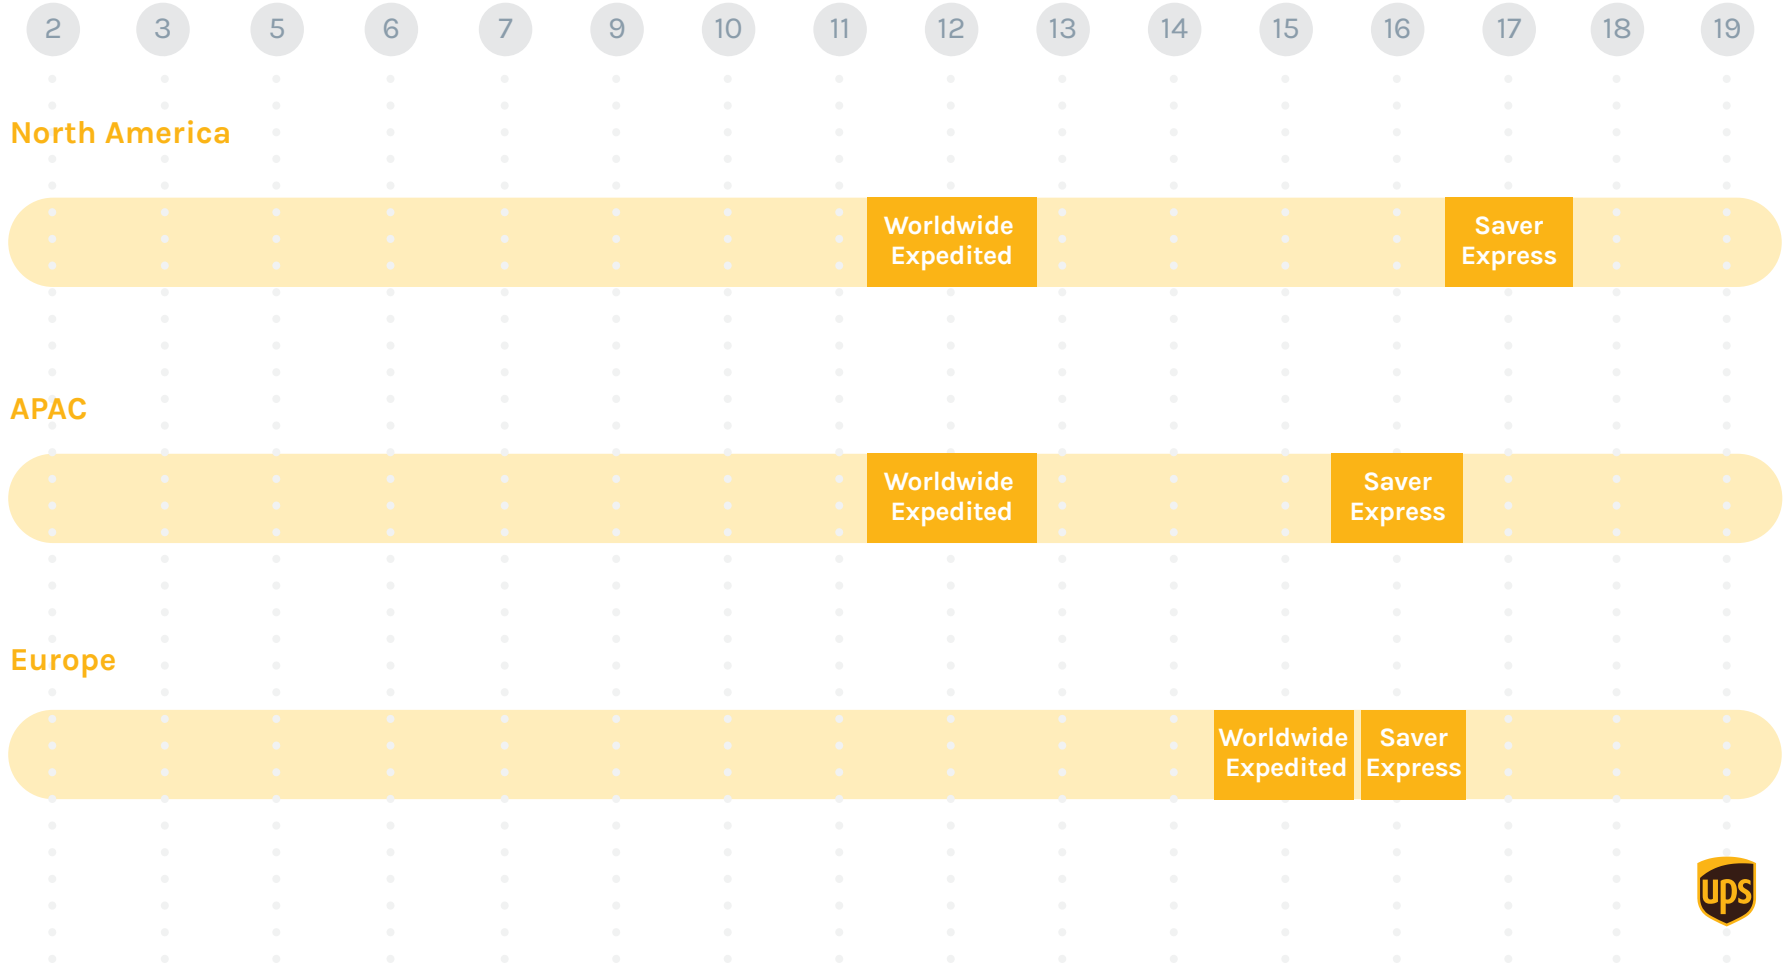 2 3 5 6 7 9 10 11 12 13 14 15 16 17 18 19
North America
Worldwide
Expedited
Saver
Express
APAC
Worldwide
Expedited
Saver
Express
Europe
Worldwide
Expedited
Saver
Express
ups